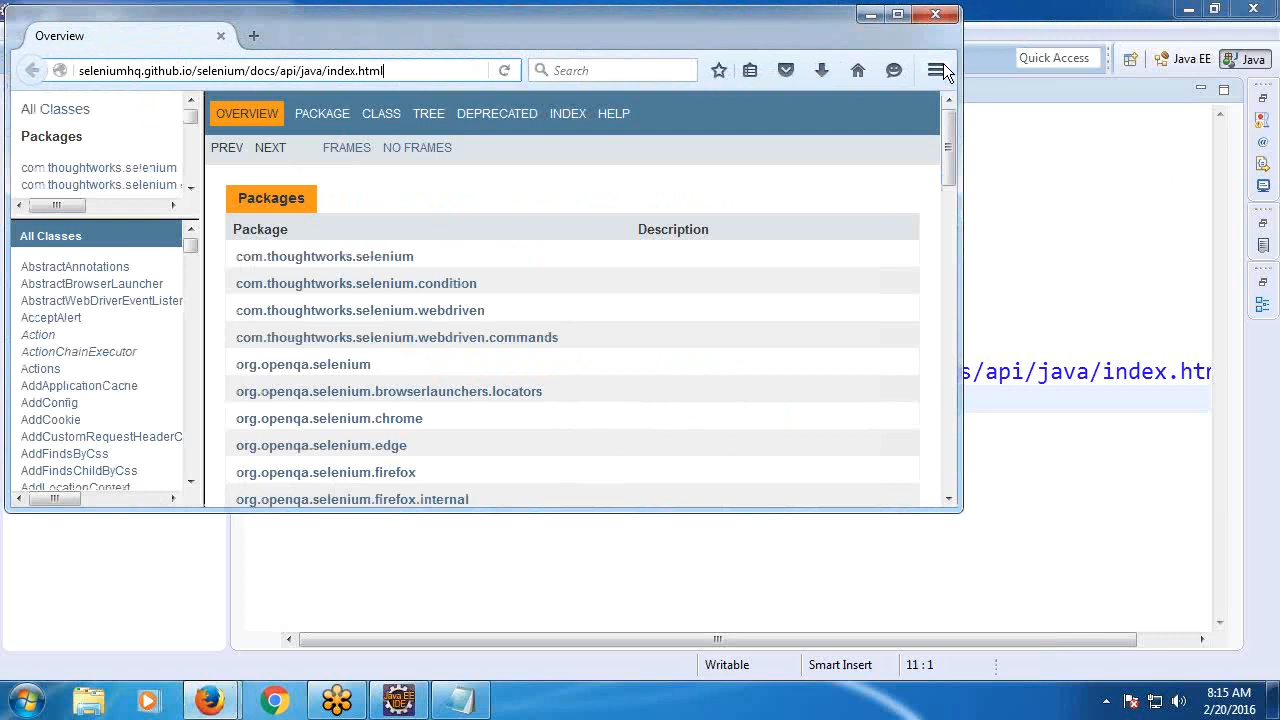 Overview
seleniumhq.github.io/selenium/docs/api/java/index.html
Search
Quick Access
Java EE
Java
All Classes
Packages
com.thoughtworks.selenium
com.thoughtworks.selenium
All Classes
AbstractAnnotations
AbstractBrowserLauncher
AbstractWebDriverEventListen
AcceptAlert
Action
ActionChainExecutor
Actions
AddApplicationCache
AddConfig
AddCookie
AddCustomRequestHeaderC
AddFindsByCss
AddFindsChildByCss
AddLocationContext
OVERVIEW PACKAGE CLASS TREE DEPRECATED INDEX HELP
PREV NEXT FRAMES NO FRAMES
Packages
Package Description
com.thoughtworks.selenium
com.thoughtworks.selenium.condition
com.thoughtworks.selenium.webdriven
com.thoughtworks.selenium.webdriven.commands
org.openqa.selenium
org.openqa.selenium.browserlaunchers.locators
org.openqa.selenium.chrome
org.openqa.selenium.edge
org.openqa.selenium.firefox
org.openqa.selenium.firefox.internal
s/api/java/index.htm
Writable Smart Insert 11 : 1
Java EE
IDE
8:15 AM
2/20/2016